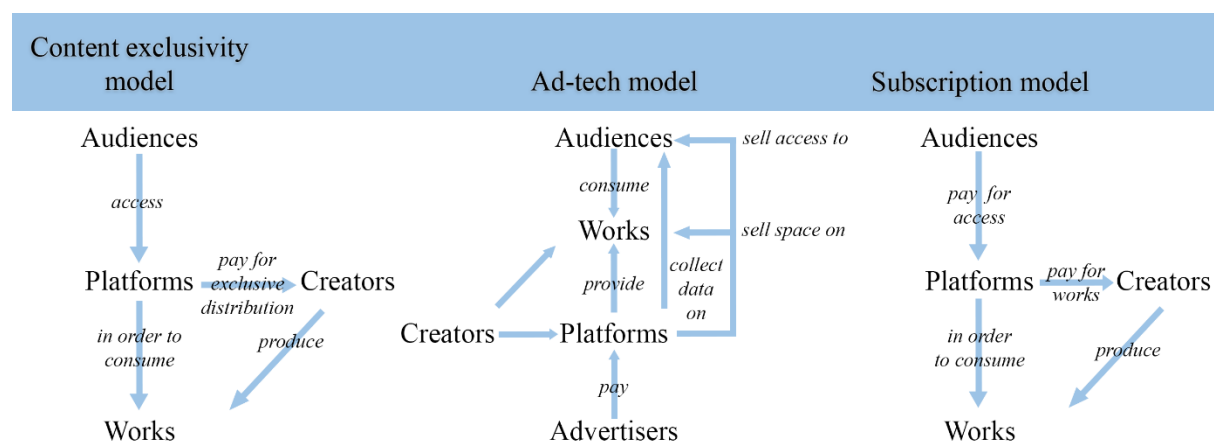 Content exclusivity
model
Audiences
access
Platforms
pay for
exclusive
distribution
Creators
in order to
consume
produce
Works
Ad-tech model
Audiences
sell access to
consume
Works
sell space on
provide
collect
data
on
Creators
Platforms
pay
Advertisers
Subscription model
Audiences
pay for
access
Platforms
pay for
works
Creators
in order
to consume
produce
Works